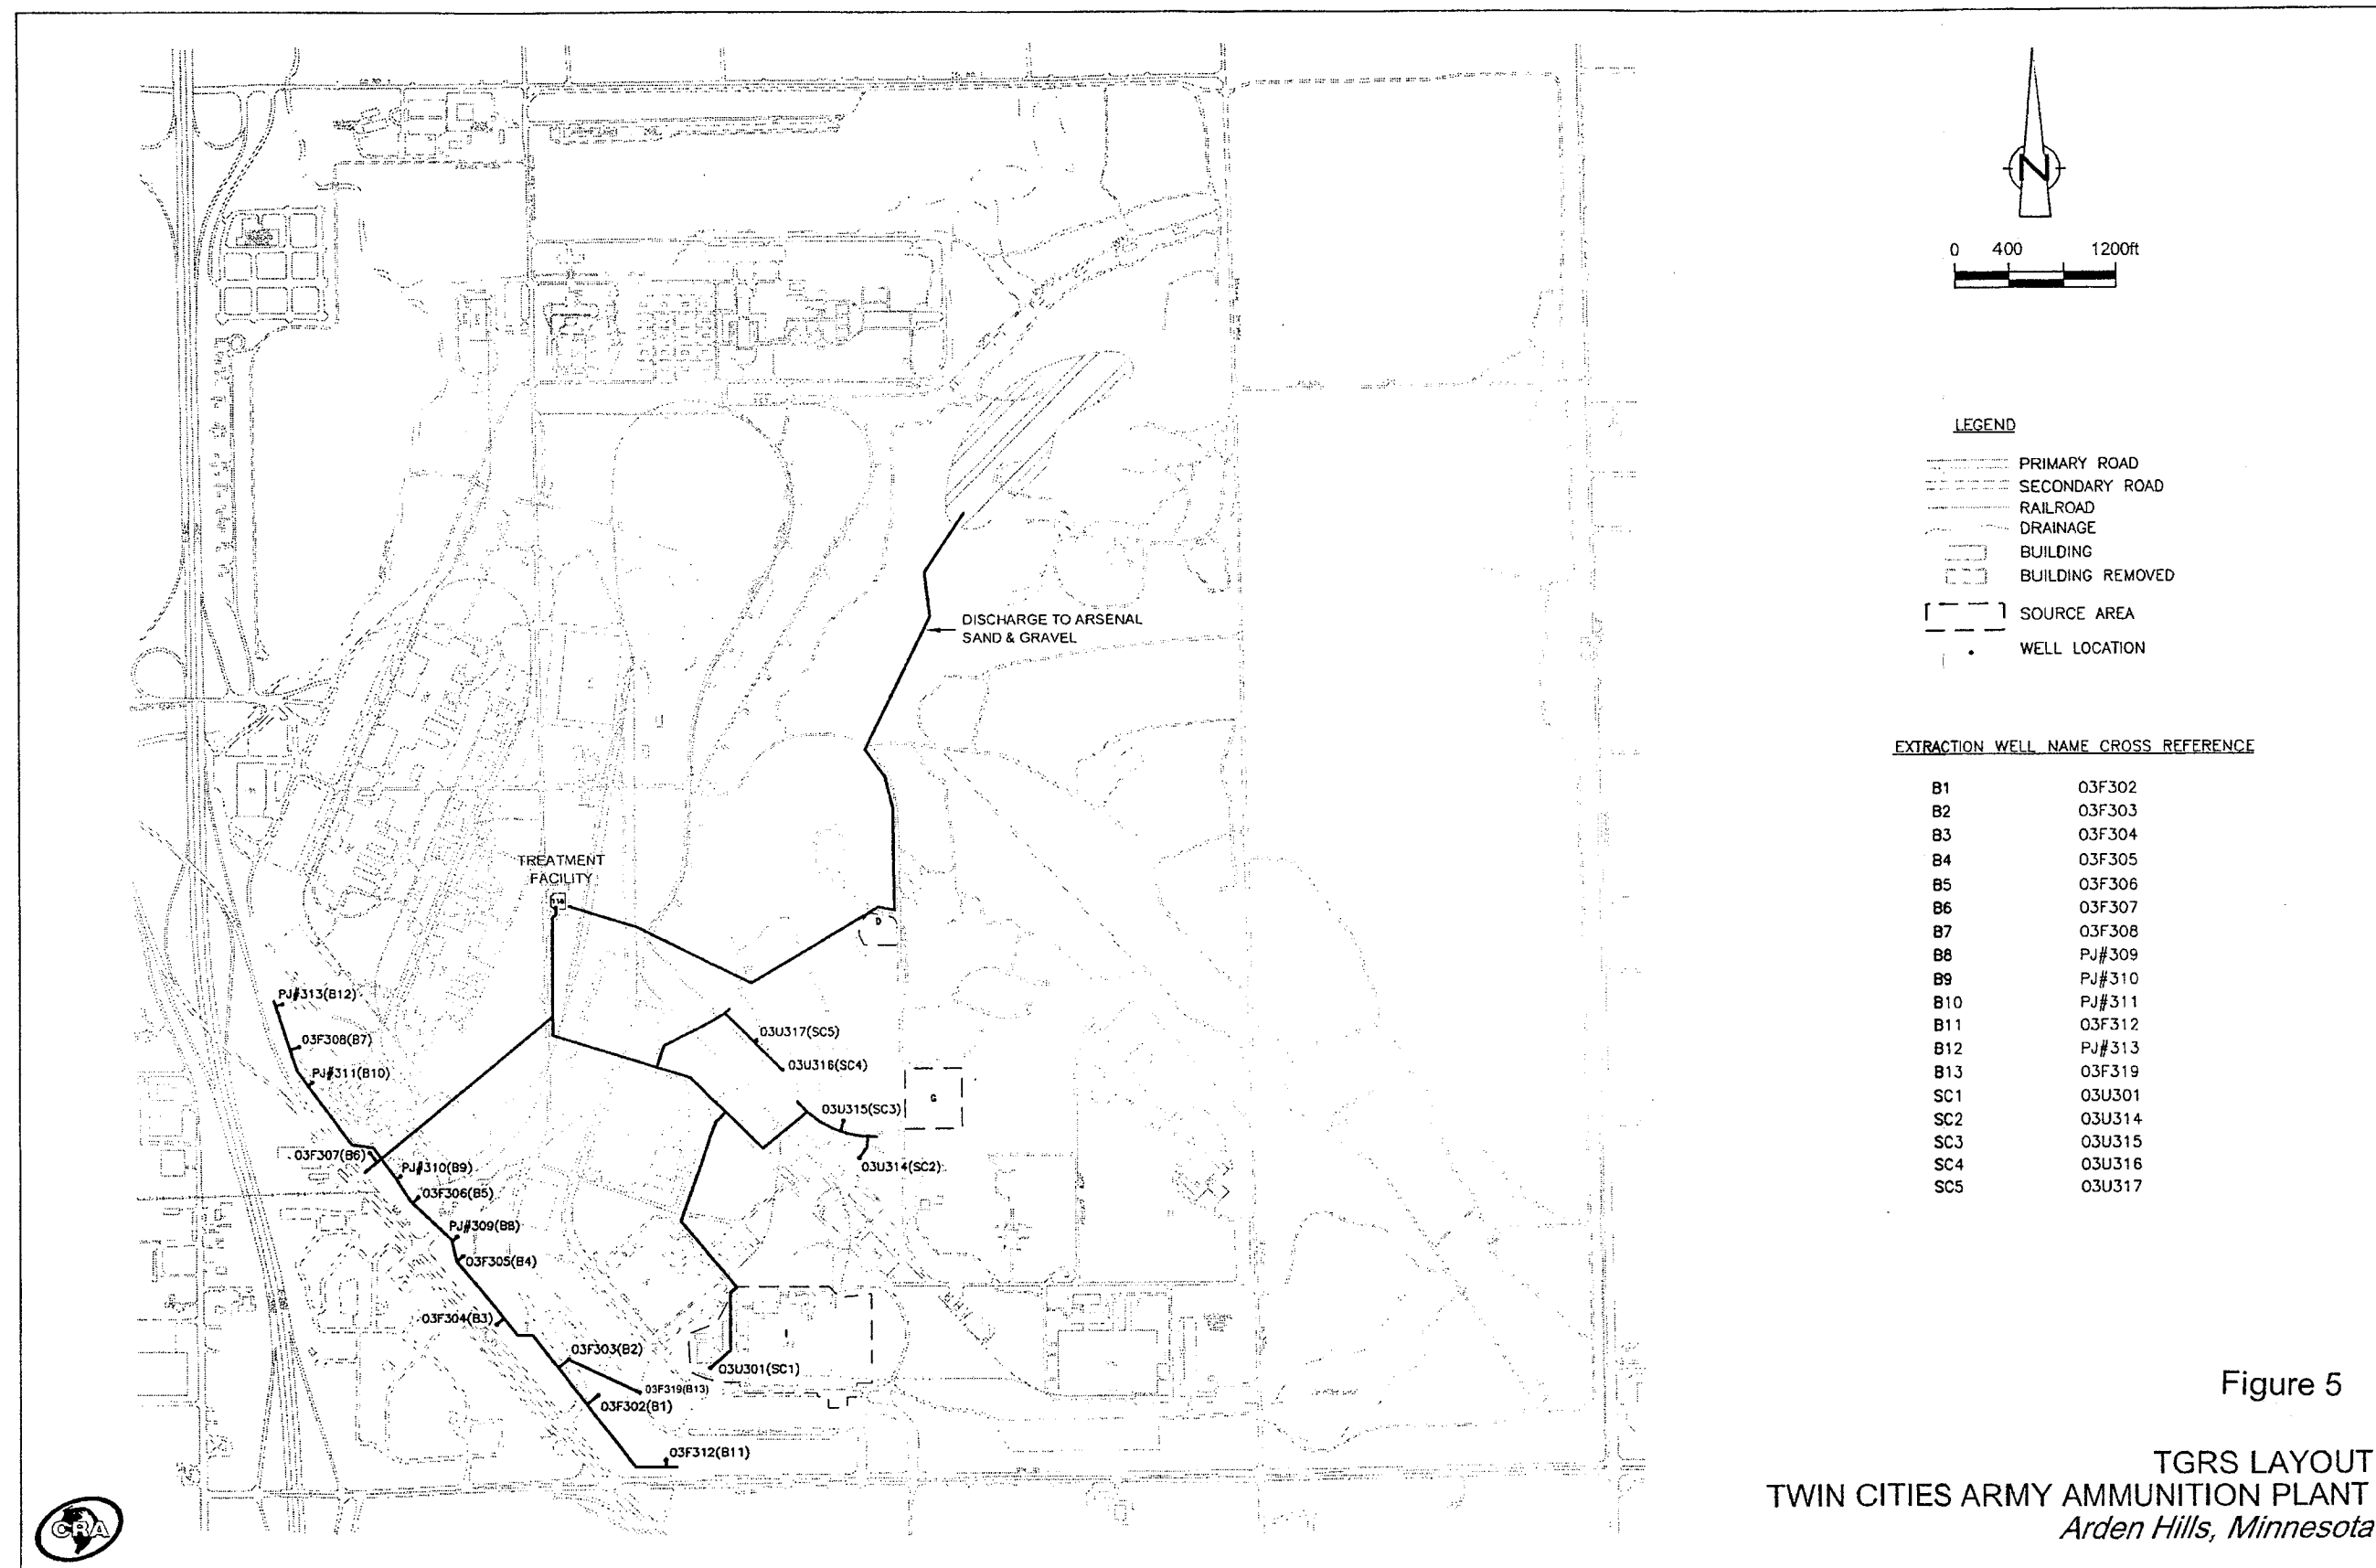 N
0 400 1200ft
LEGEND
PRIMARY ROAD
SECONDARY ROAD
RAILROAD
DRAINAGE
BUILDING
BUILDING REMOVED
SOURCE AREA
WELL LOCATION
DISCHARGE TO ARSENAL
SAND & GRAVEL
EXTRACTION WELL NAME CROSS REFERENCE
B1 03F302
B2 03F303
B3 03F304
B4 03F305
B5 03F306
B6 03F307
B7 03F308
B8 PJ#309
B9 PJ#310
B10 PJ#311
B11 03F312
B12 PJ#313
B13 03F319
SC1 03U301
SC2 03U314
SC3 03U315
SC4 03U316
SC5 03U317
TREATMENT
FACILITY
D
PJ#313(B12)
03F308(B7)
PJ#311(B10)
03U317(SC5)
03U316(SC4)
G
03U315(SC3)
03F307(B6)
PJ#310(B9)
03U314(SC2)
03F306(B5)
PJ#309(B8)
03F305(B4)
03F304(B3)
I
03F303(B2)
03U301(SC1)
03F319(B13)
03F302(B1)
03F312(B11)
Figure 5
TGRS LAYOUT
TWIN CITIES ARMY AMMUNITION PLANT
Arden Hills, Minnesota
CRA